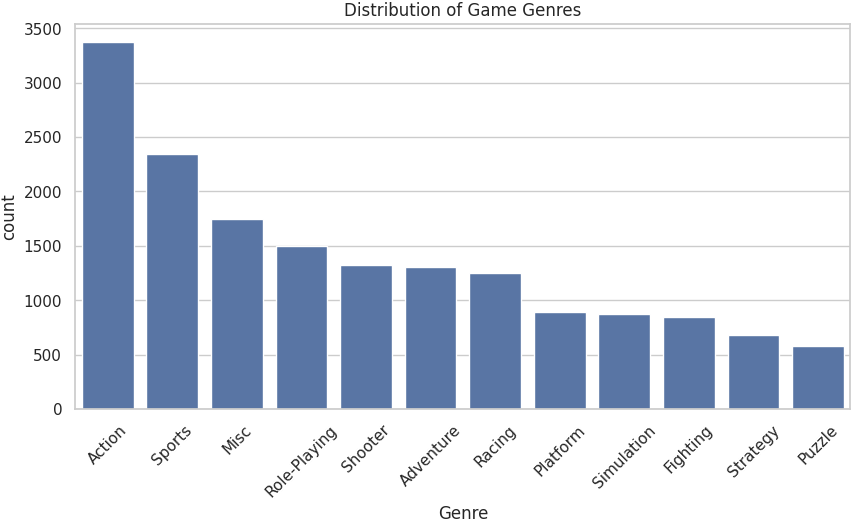 Distribution of Game Genres
count
3500
3000
2500
2000
1500
1000
500
0
Action
Sports
Misc
Role-Playing
Shooter
Adventure
Racing
Platform
Simulation
Fighting
Strategy
Puzzle
Genre